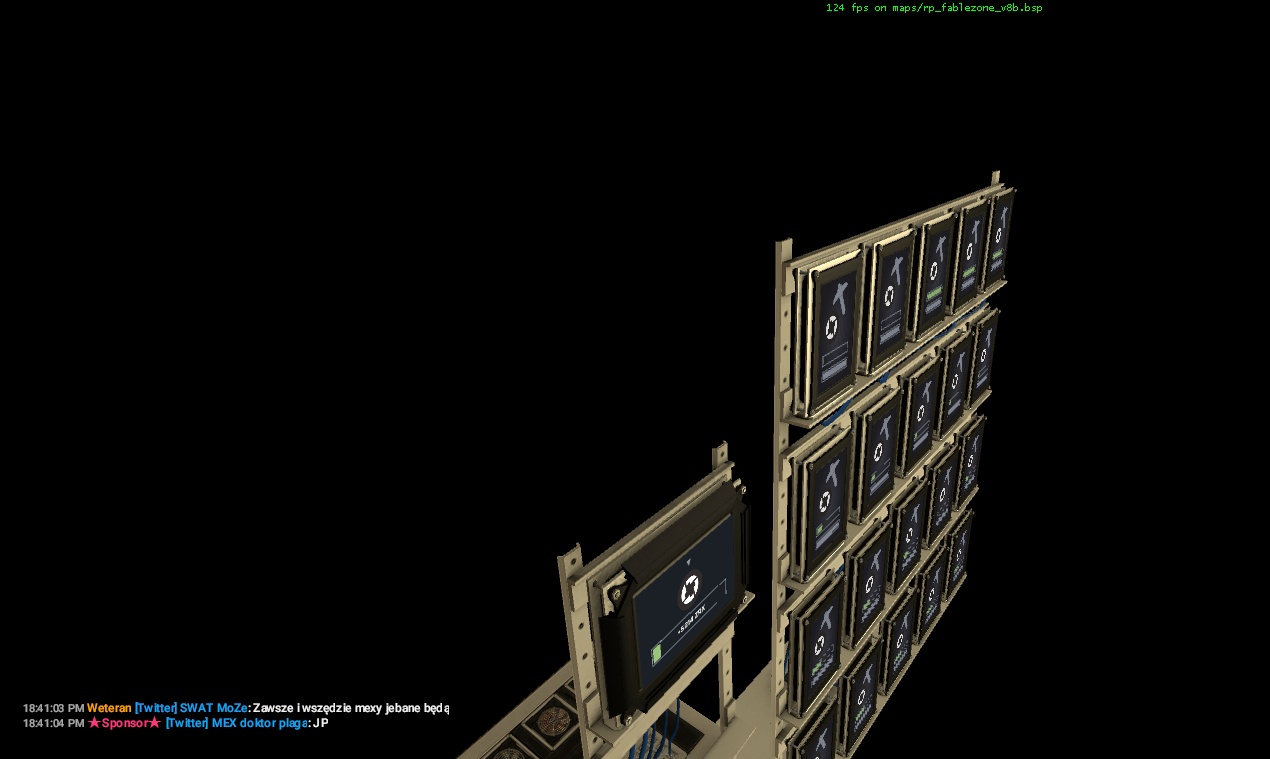 124 fps on maps/rp_fablezone_v8b.bsp
18:41:03 PM Weteran [Twitter] SWAT MoZe: Zawsze i wszędzie mexy jebane będą
18:41:04 PM ★Sponsor★ [Twitter] MEX doktor plaga: JP